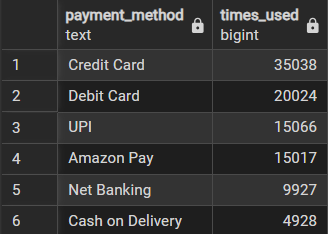 payment_method times_used
text bigint
1 Credit Card 35038
2 Debit Card 20024
3 UPI 15066
4 Amazon Pay 15017
5 Net Banking 9927
6 Cash on Delivery 4928